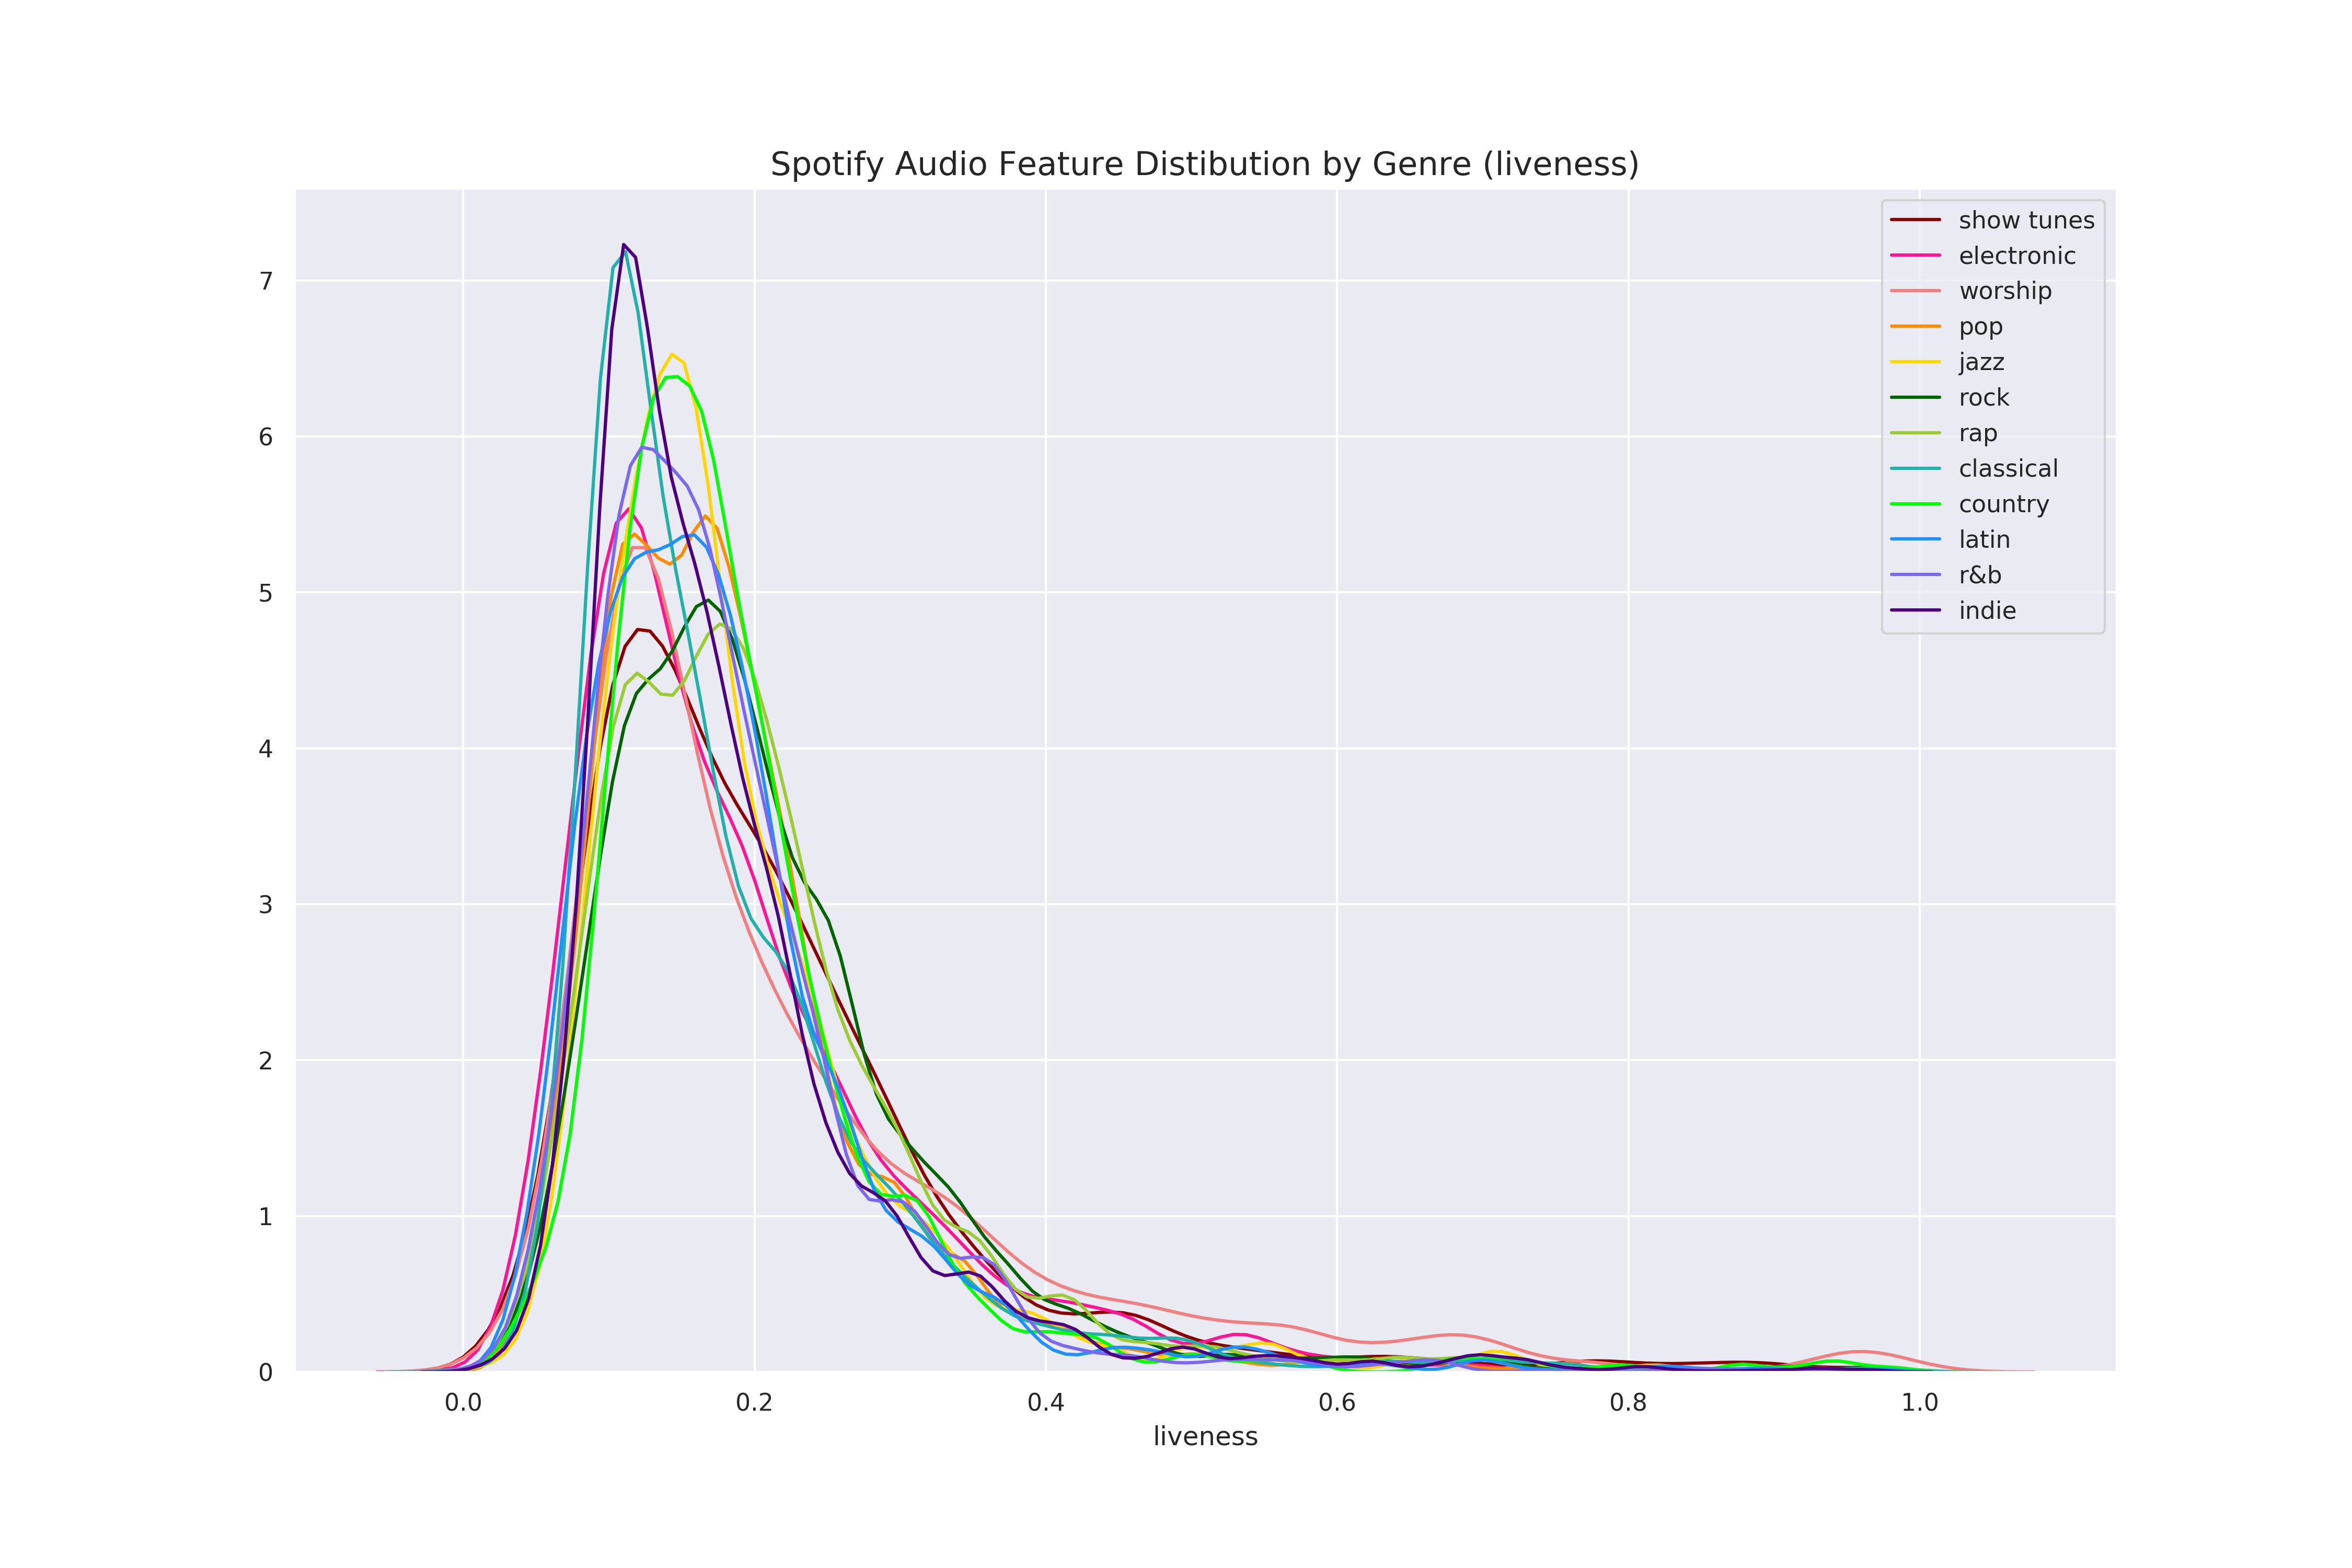 Spotify Audio Feature Distibution by Genre (liveness)
show tunes
electronic
worship
pop
jazz
rock
rap
classical
country
latin
r&b
indie
7
6
5
4
3
2
1
0
0.0 0.2 0.4 0.6 0.8 1.0
liveness